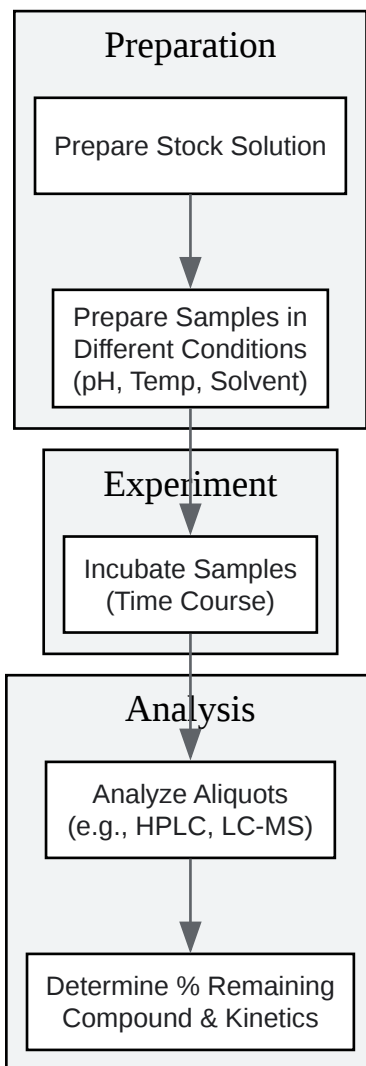 Preparation
Prepare Stock Solution
Prepare Samples in
Different Conditions
(pH, Temp, Solvent)
Experiment
Incubate Samples
(Time Course)
Analysis
Analyze Aliquots
(e.g., HPLC, LC-MS)
Determine % Remaining
Compound & Kinetics